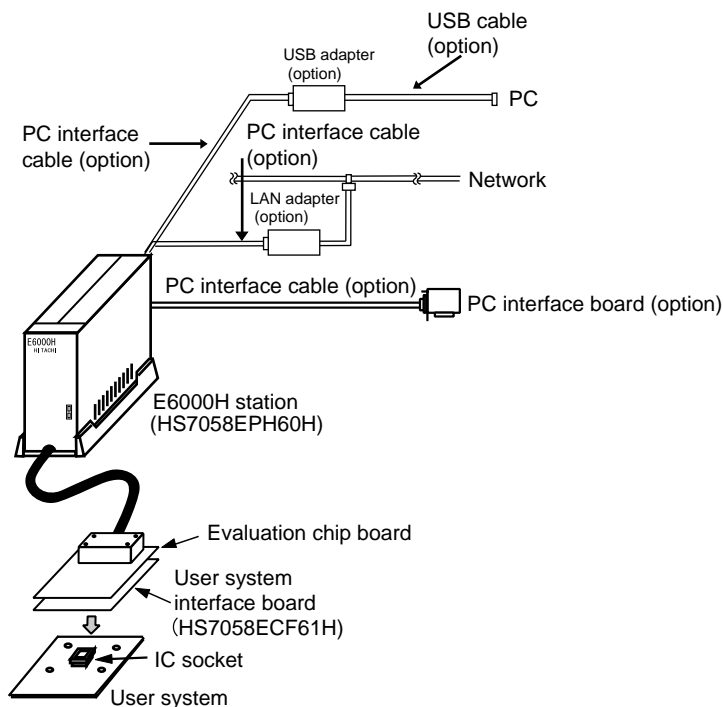 USB cable
(option)
USB adapter
(option)
PC
PC interface
cable (option)
PC interface cable
(option)
Network
LAN adapter
(option)
PC interface cable (option)
PC interface board (option)
E6000H
HITACHI
E6000H station
(HS7058EPH60H)
Evaluation chip board
User system
interface board
(HS7058ECF61H)
IC socket
User system